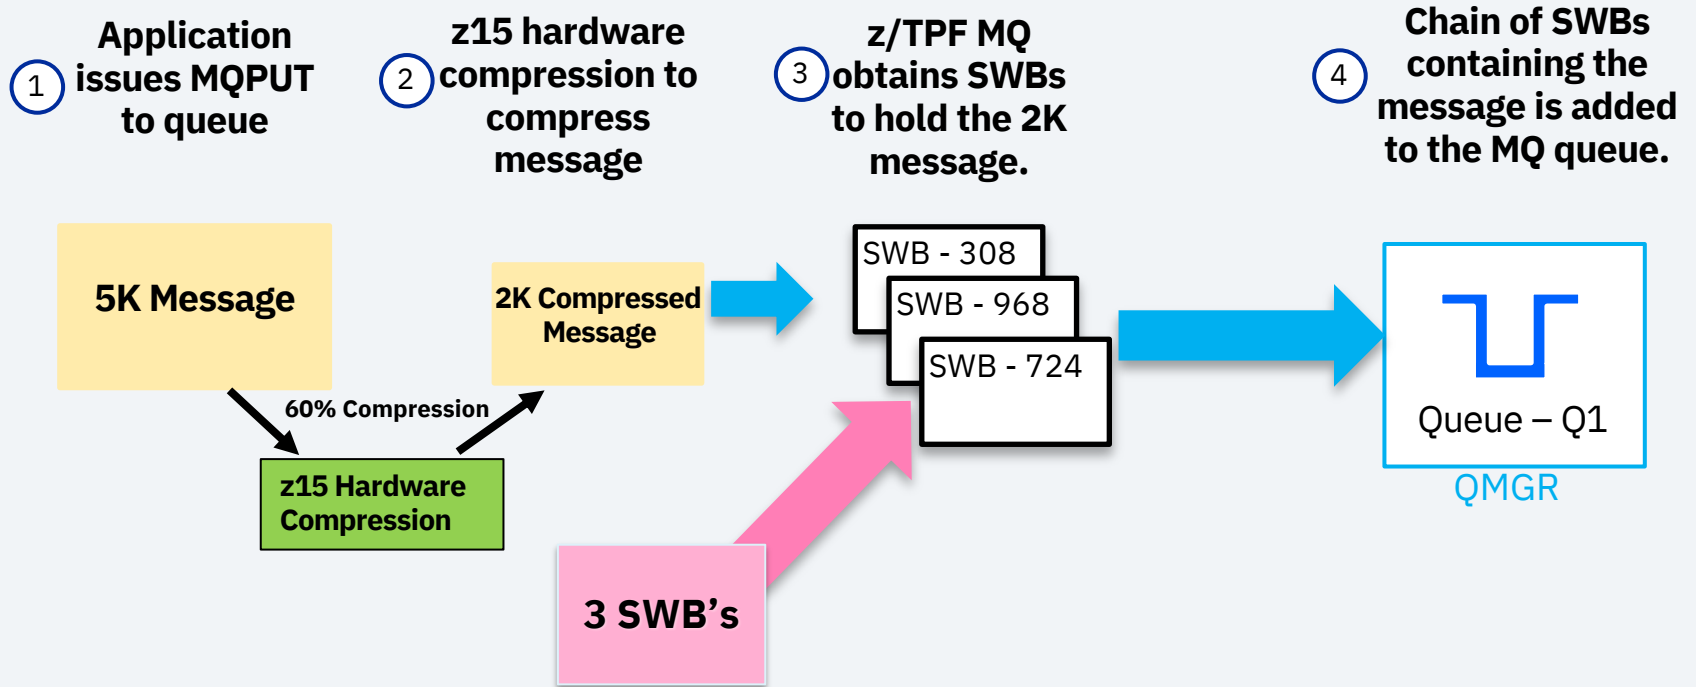 1
Application
issues MQPUT
to queue
2
z15 hardware
compression to
compress
message
3
z/TPF MQ
obtains SWBs
to hold the 2K
message.
4
Chain of SWBs
containing the
message is added
to the MQ queue.
5K Message
60% Compression
z15 Hardware
Compression
2K Compressed
Message
SWB - 308
SWB - 968
SWB - 724
3 SWB’s
Queue – Q1
QMGR